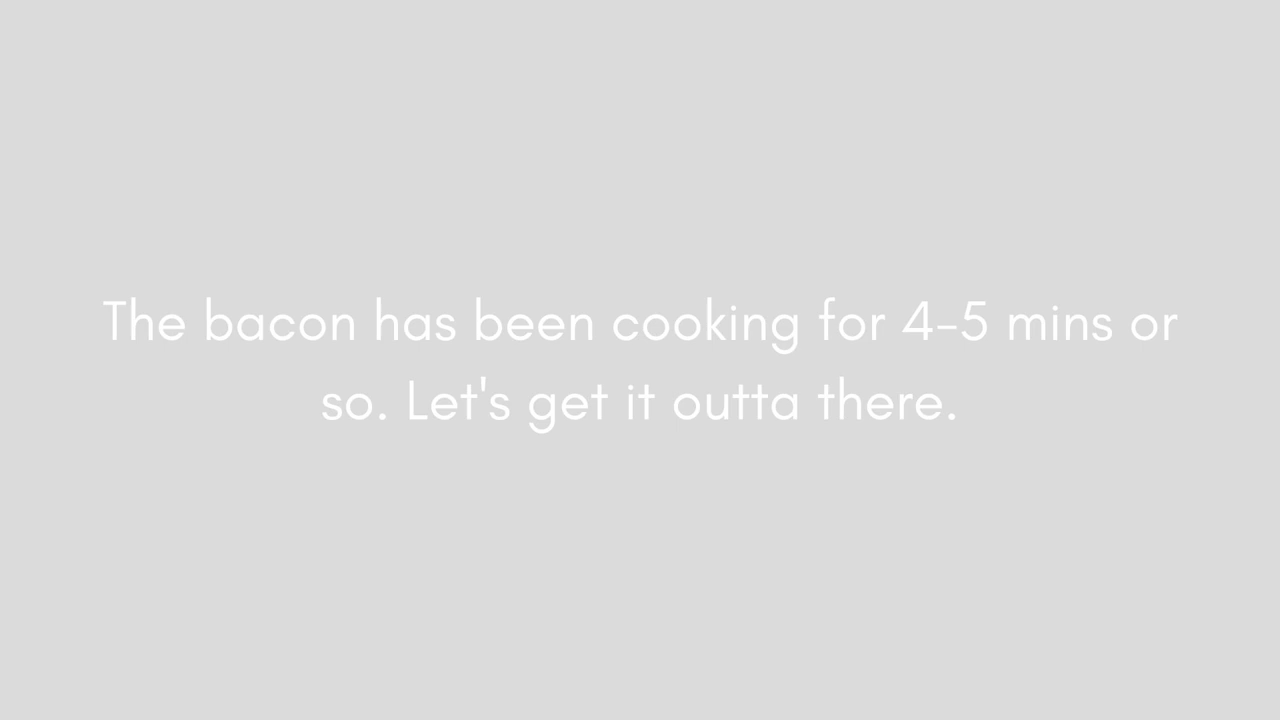 The bacon has been cooking for 4-5 mins or
so. Let's get it outta there.